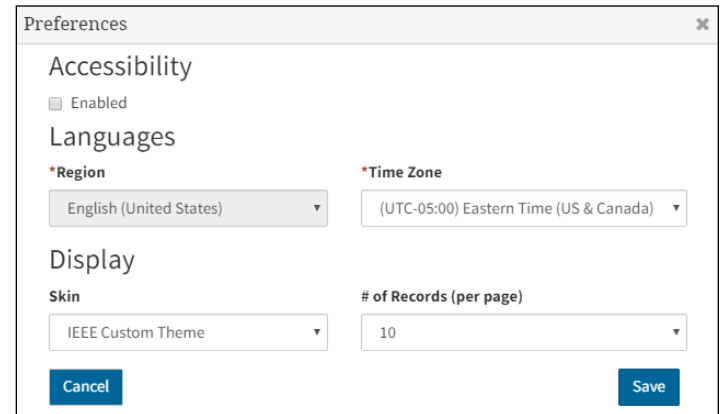 Preferences
Accessibility
Enabled
Languages
*Region *Time Zone
English (United States) (UTC-05:00) Eastern Time (US & Canada)
Display
Skin # of Records (per page)
IEEE Custom Theme 10
Cancel Save